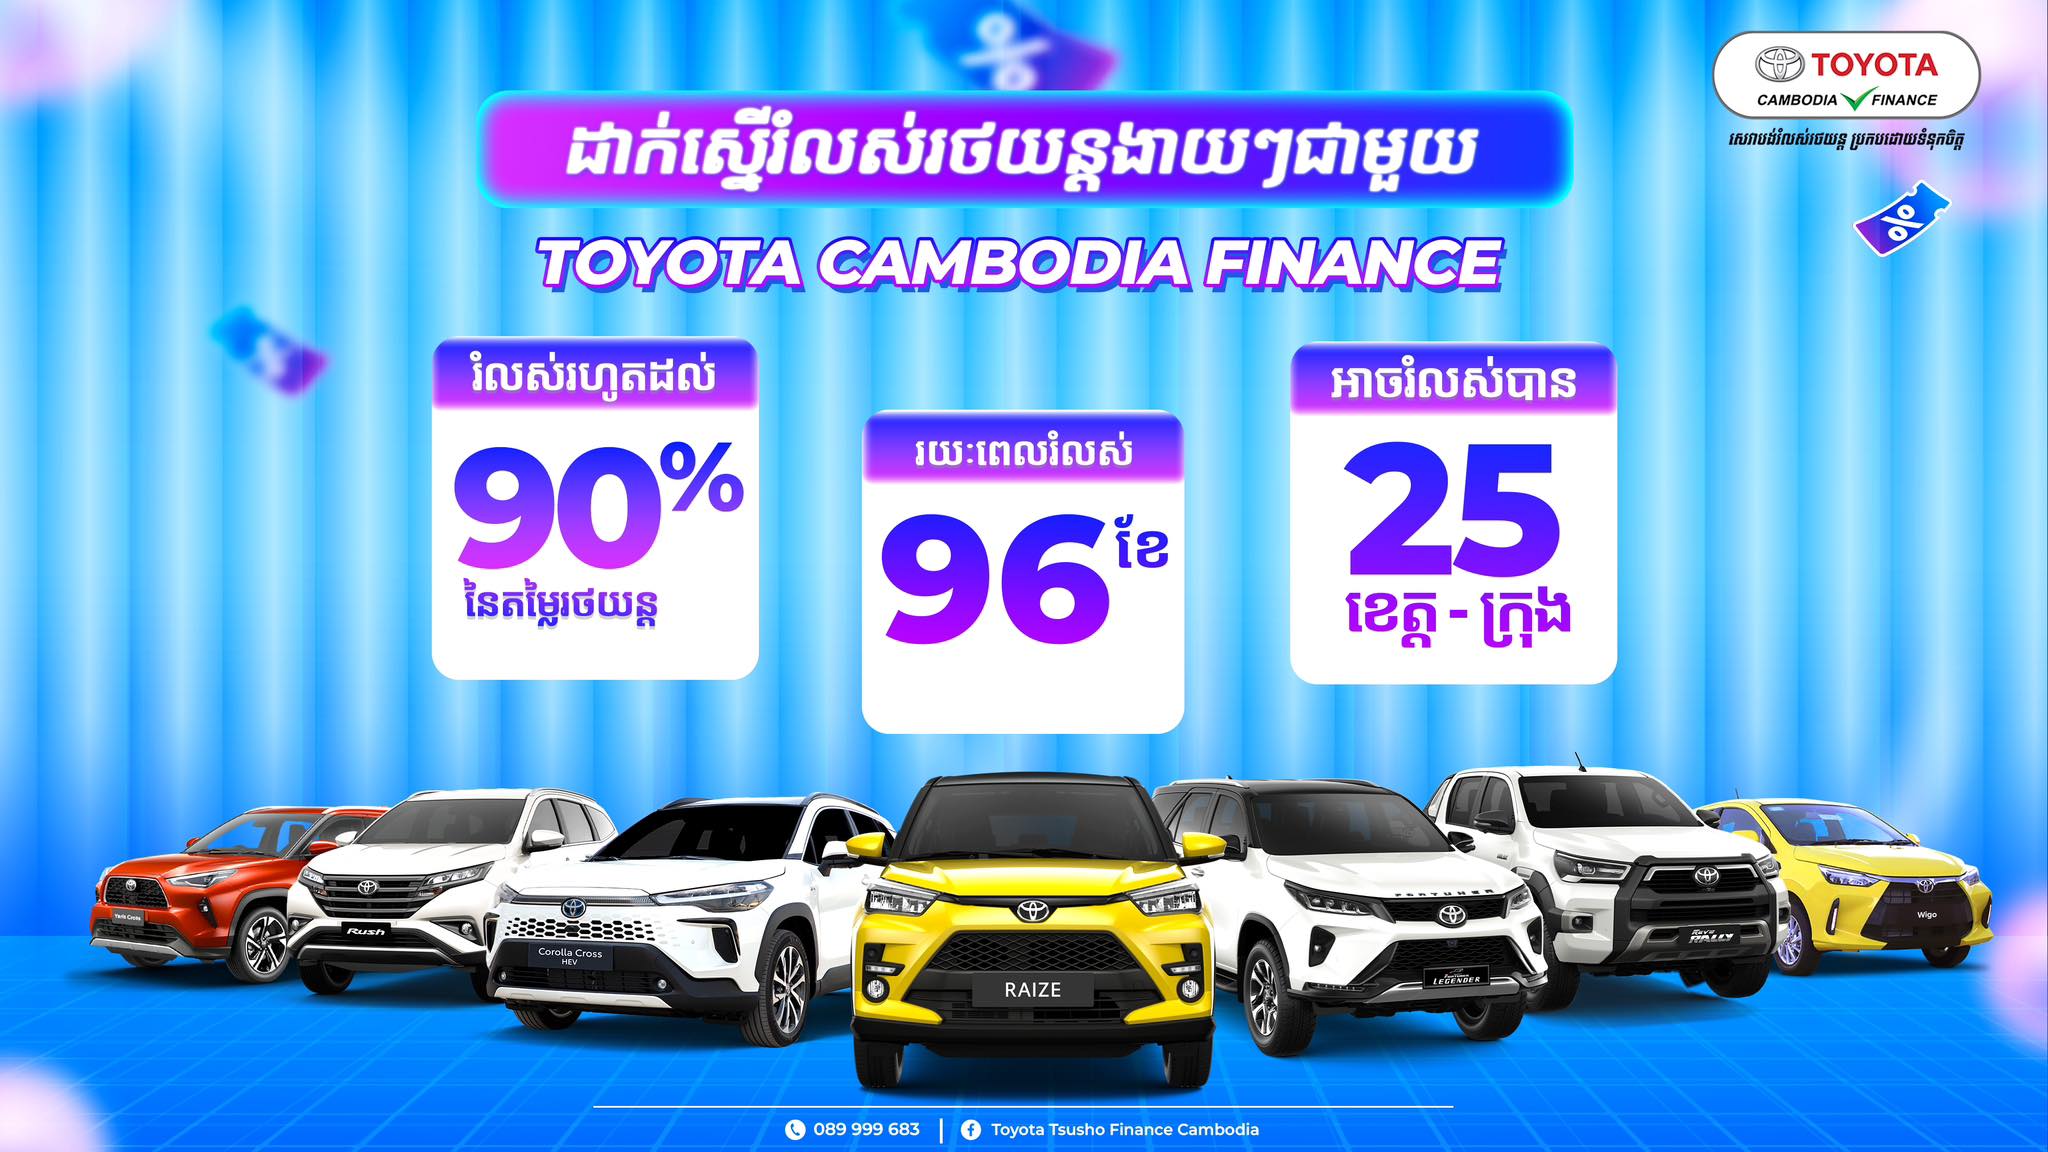 TOYOTA
CAMBODIA FINANCE
សេវាបង់រំលស់រថយន្ត ប្រកបដោយទំនុកចិត្ត
ដាក់ស្នើរំលស់រថយន្តងាយៗជាមួយ
TOYOTA CAMBODIA FINANCE
រំលស់រហូតដល់
90%
នៃតម្លៃរថយន្ត
រយៈពេលរំលស់
96 ខែ
អាចរំលស់បាន
25
ខេត្ត - ក្រុង
Yaris Cross
Rush
Corolla Cross
HEV
RAIZE
FORTUNER
LEGENDER
REVO
RALLY
Wigo
089 999 683 | Toyota Tsusho Finance Cambodia